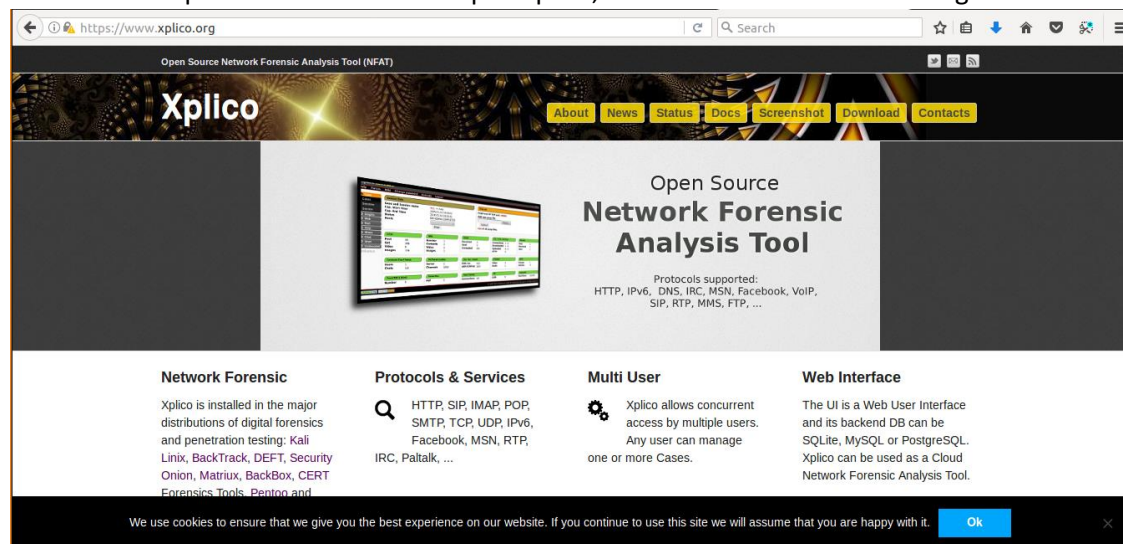 https://www.xplico.org
Search
Open Source Network Forensic Analysis Tool (NFAT)
Xplico
About News Status Docs Screenshot Download Contacts
Open Source
Network Forensic
Analysis Tool
Protocols supported:
HTTP, IPv6, DNS, IRC, MSN, Facebook, VoIP,
SIP, RTP, MMS, FTP, ...
Network Forensic
Xplico is installed in the major
distributions of digital forensics
and penetration testing: Kali
Linix, BackTrack, DEFT, Security
Onion, Matriux, BackBox, CERT
Forensics Tools, Pentoo and
Protocols & Services
HTTP, SIP, IMAP, POP,
SMTP, TCP, UDP, IPv6,
Facebook, MSN, RTP,
IRC, Paltalk, ...
Multi User
Xplico allows concurrent
access by multiple users.
Any user can manage
one or more Cases.
Web Interface
The UI is a Web User Interface
and its backend DB can be
SQLite, MySQL or PostgreSQL.
Xplico can be used as a Cloud
Network Forensic Analysis Tool.
We use cookies to ensure that we give you the best experience on our website. If you continue to use this site we will assume that you are happy with it. Ok